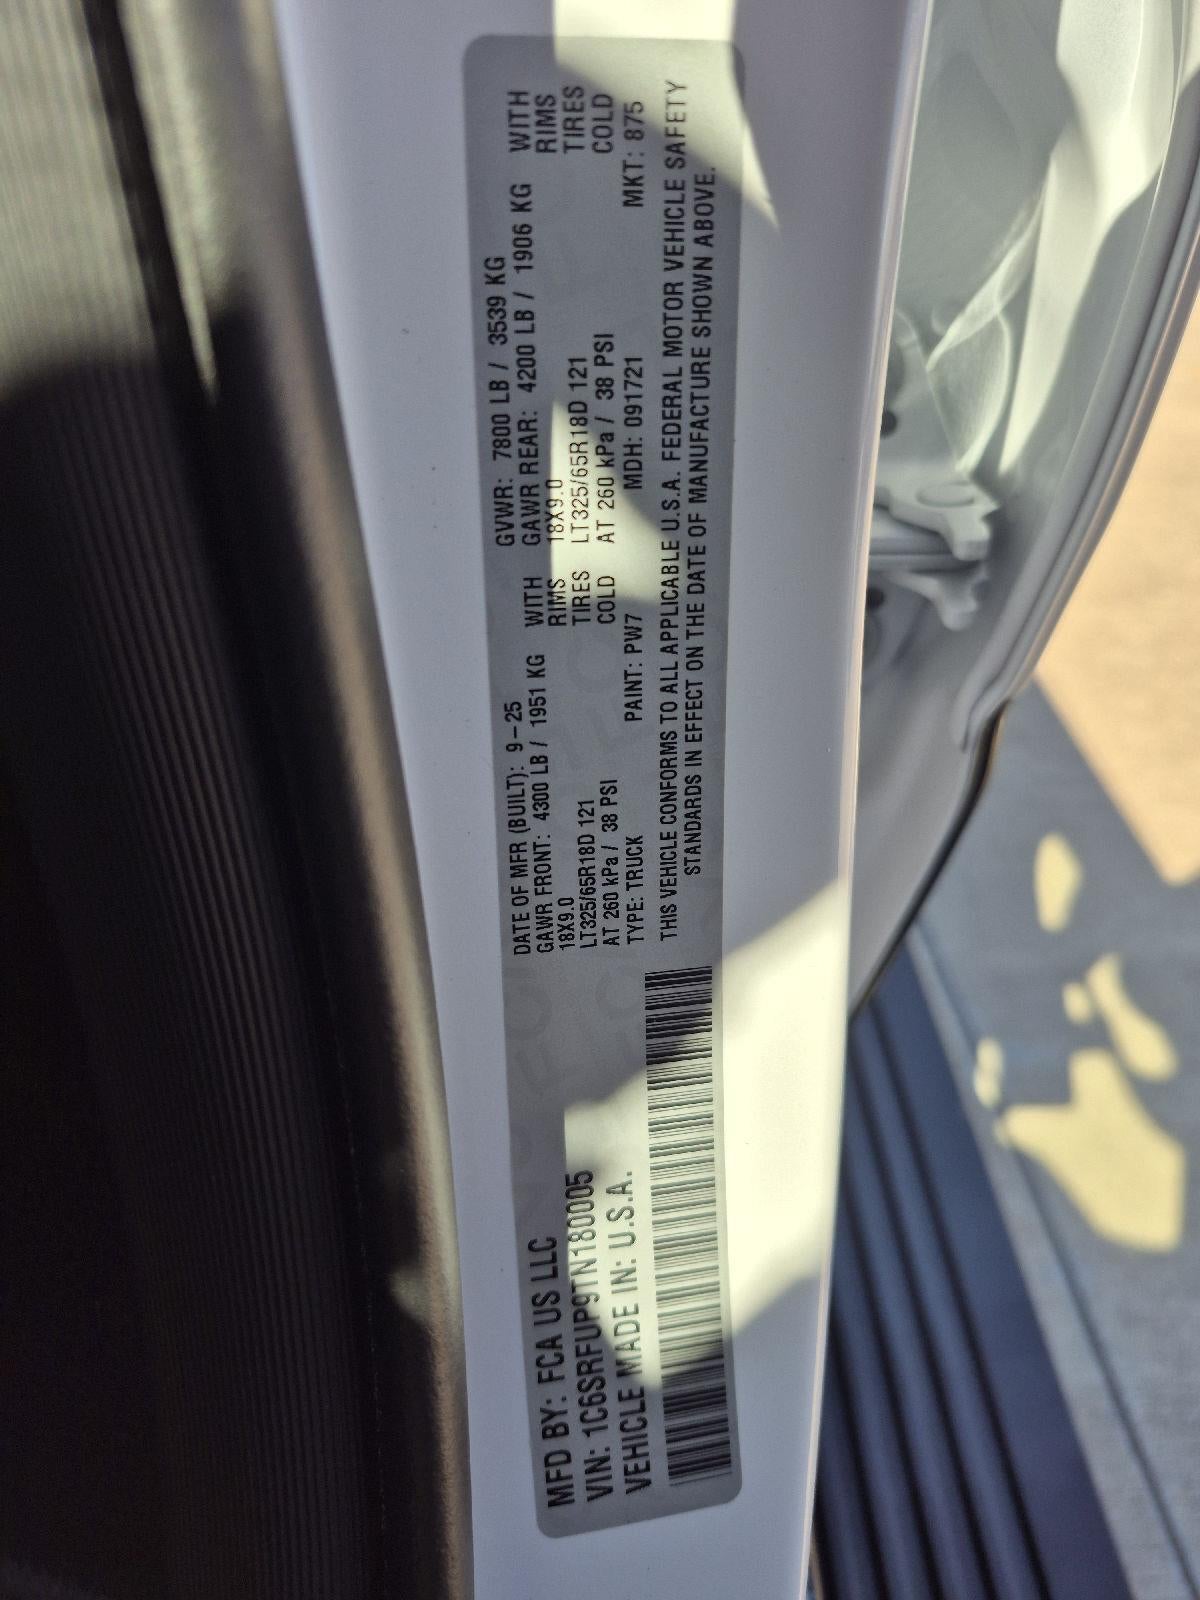 MFD BY: FCA US LLC
VIN: 1C6SRFUP9TN180005
VEHICLE MADE IN: U.S.A.
DATE OF MFR (BUILT): 9-25 GVWR: 7800 LB / 3539 KG
GAWR FRONT: 4300 LB / 1951 KG WITH GAWR REAR: 4200 LB / 1906 KG WITH
18X9.0 RIMS 18X9.0 RIMS
LT325/65R18D 121 TIRES LT325/65R18D 121 TIRES
AT 260 kPa / 38 PSI COLD AT 260 kPa / 38 PSI COLD
TYPE: TRUCK PAINT: PW7 MDH: 091721 MKT: 875
THIS VEHICLE CONFORMS TO ALL APPLICABLE U.S.A. FEDERAL MOTOR VEHICLE SAFETY
STANDARDS IN EFFECT ON THE DATE OF MANUFACTURE SHOWN ABOVE.